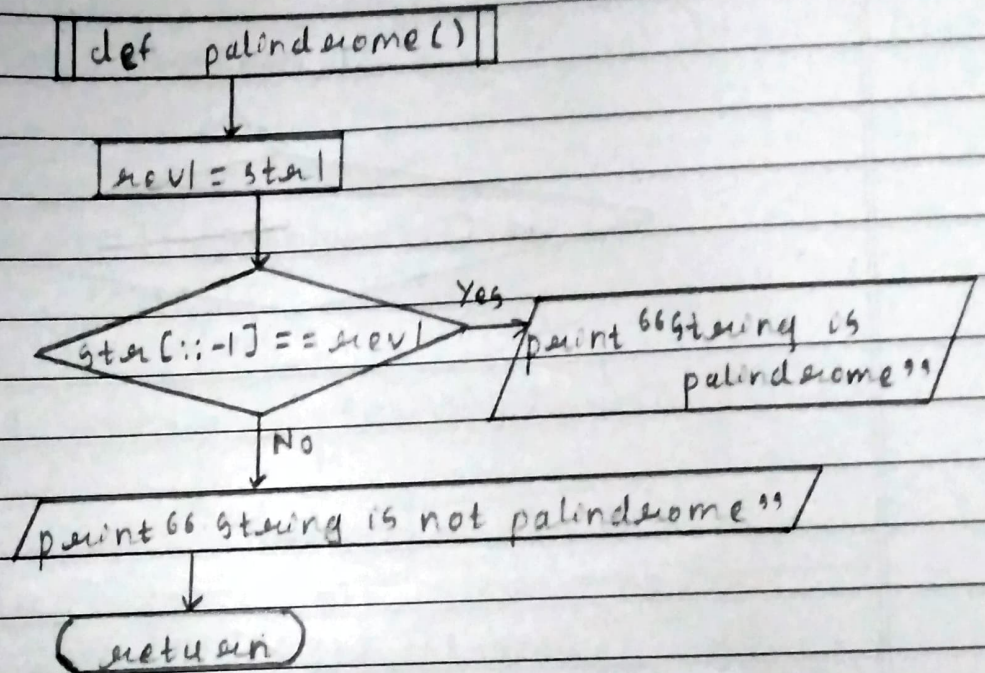 def palindrome()
rev1 = str1
str[::-1] == rev1
Yes
print "String is
palindrome"
No
print "String is not palindrome"
return